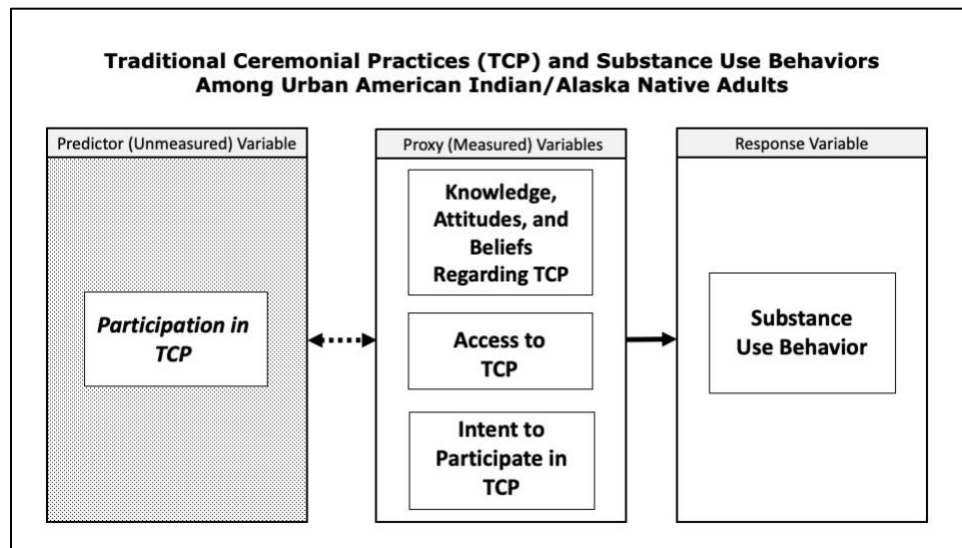 Traditional Ceremonial Practices (TCP) and Substance Use Behaviors
Among Urban American Indian/Alaska Native Adults
Predictor (Unmeasured) Variable
Participation in
TCP
Proxy (Measured) Variables
Knowledge,
Attitudes, and
Beliefs
Regarding TCP
Access to
TCP
Intent to
Participate in
TCP
Response Variable
Substance
Use Behavior